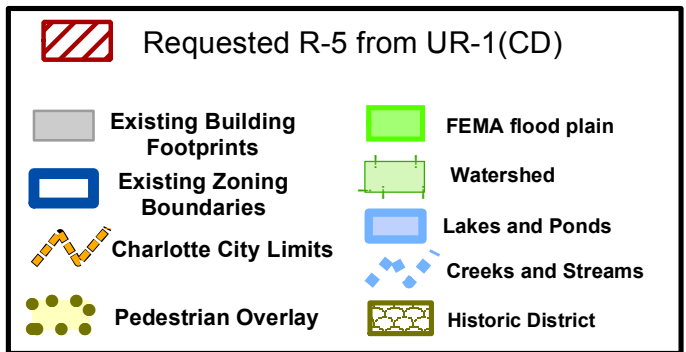 Requested R-5 from UR-1(CD)
Existing Building
Footprints
Existing Zoning
Boundaries
Charlotte City Limits
Pedestrian Overlay
FEMA flood plain
Watershed
Lakes and Ponds
Creeks and Streams
Historic District